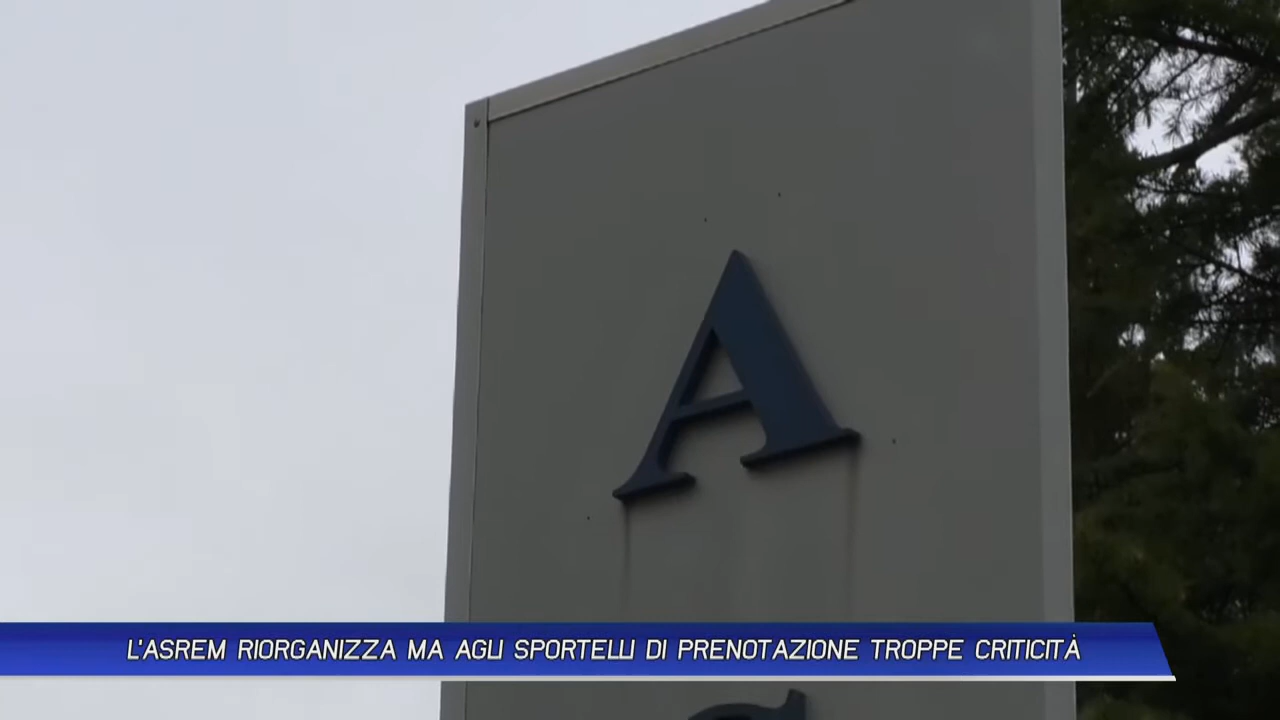 A
L'ASREM RIORGANIZZA MA AGLI SPORTELLI DI PRENOTAZIONE TROPPE CRITICITÀ